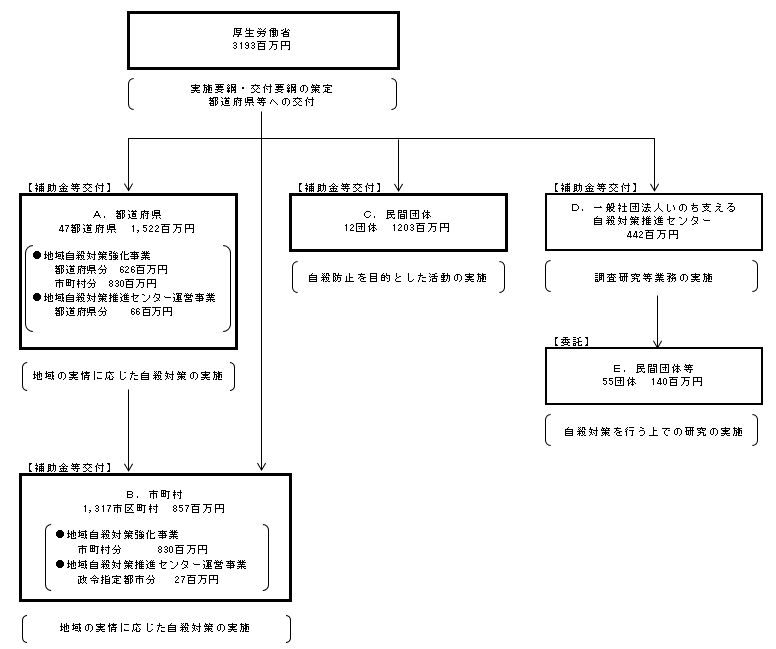 厚生労働省
3193百万円
実施要綱・交付要綱の策定
都道府県等への交付
【補助金等交付】
A．都道府県
47都道府県　1,522百万円
●地域自殺対策強化事業
都道府県分　626百万円
市町村分　830百万円
●地域自殺対策推進センター運営事業
都道府県分　66百万円
地域の実情に応じた自殺対策の実施
【補助金等交付】
C．民間団体
12団体　1203百万円
自殺防止を目的とした活動の実施
【補助金等交付】
D．一般社団法人いのち支える
自殺対策推進センター
442百万円
調査研究等業務の実施
【委託】
E．民間団体等
55団体　140百万円
自殺対策を行う上での研究の実施
【補助金等交付】
B．市町村
1,317市区町村　857百万円
●地域自殺対策強化事業
市町村分　830百万円
●地域自殺対策推進センター運営事業
政令指定都市分　27百万円
地域の実情に応じた自殺対策の実施